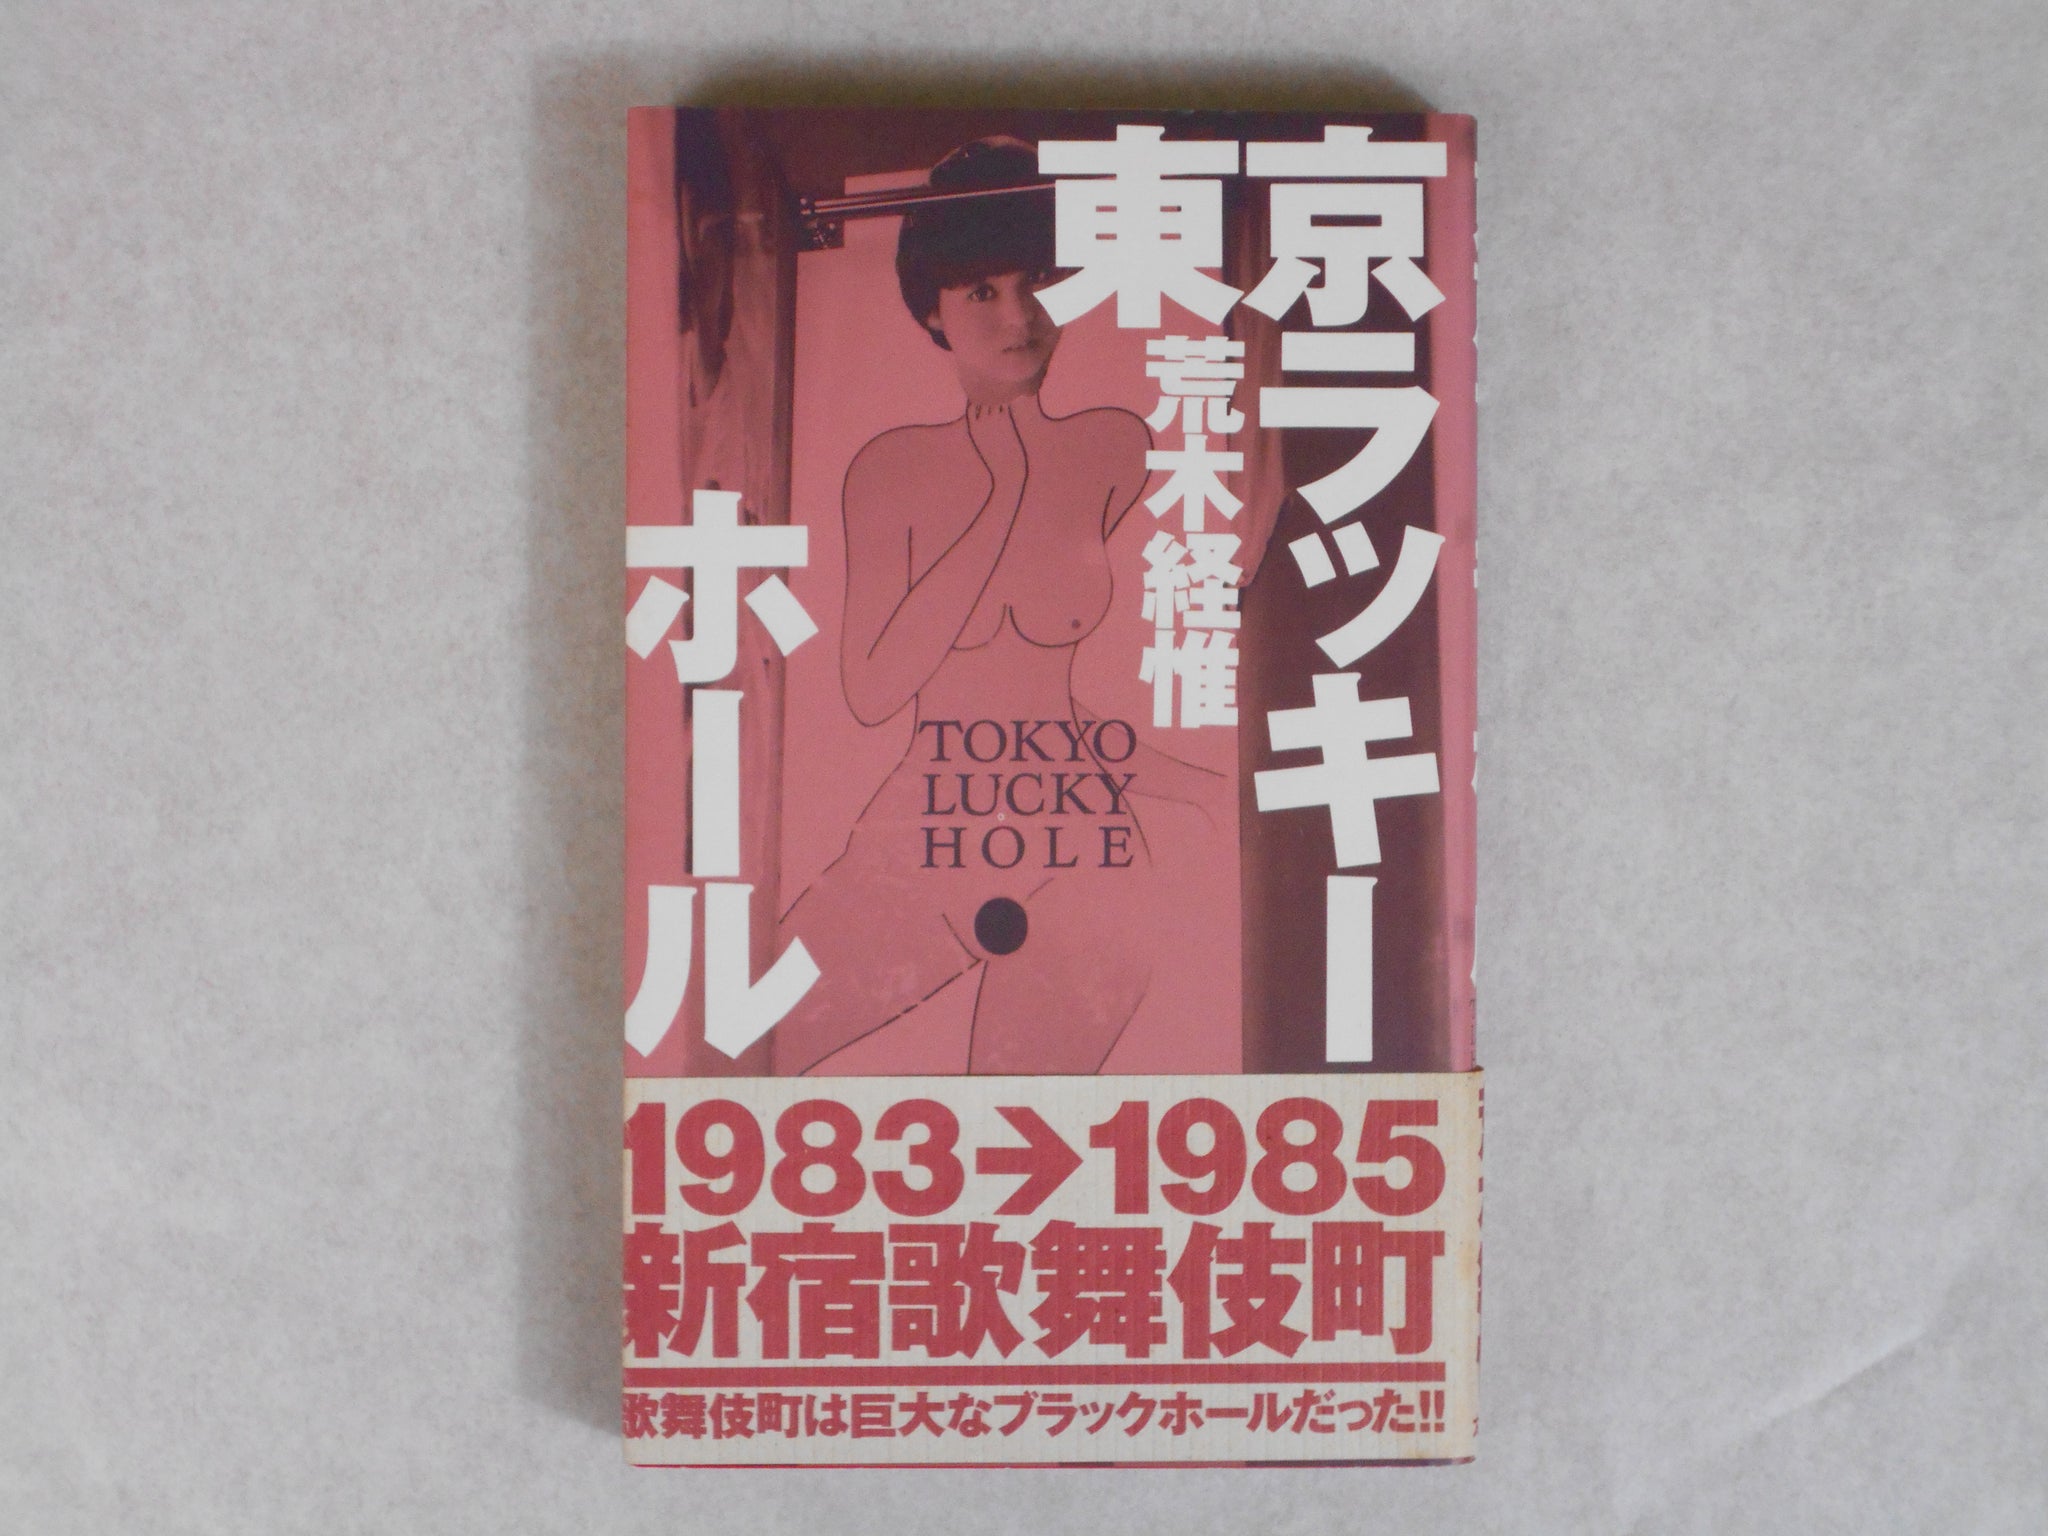 東京ラッキー
ホール
荒木経惟
TOKYO
LUCKY
HOLE
1983→1985
新宿歌舞伎町
歌舞伎町は巨大なブラックホールだった!!